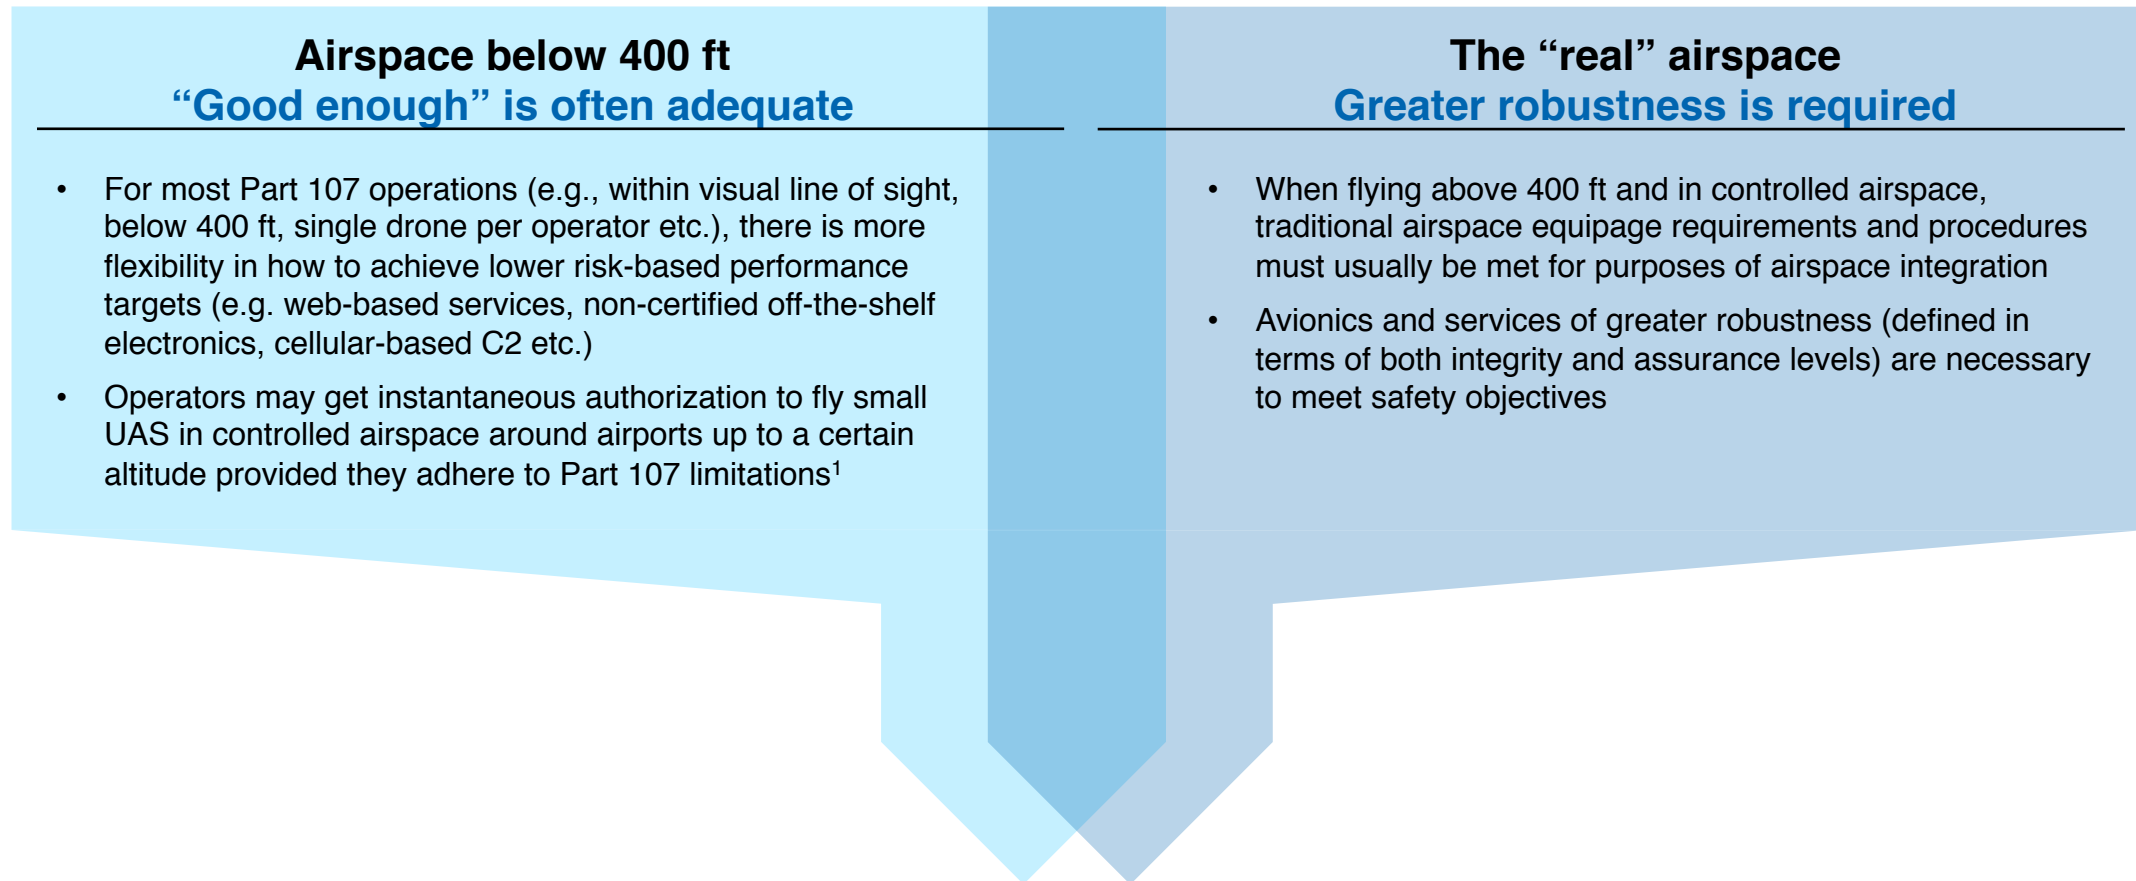 Airspace below 400 ft
“Good enough” is often adequate
• For most Part 107 operations (e.g., within visual line of sight,
below 400 ft, single drone per operator etc.), there is more
flexibility in how to achieve lower risk-based performance
targets (e.g. web-based services, non-certified off-the-shelf
electronics, cellular-based C2 etc.)
• Operators may get instantaneous authorization to fly small
UAS in controlled airspace around airports up to a certain
altitude provided they adhere to Part 107 limitations¹
The “real” airspace
Greater robustness is required
• When flying above 400 ft and in controlled airspace,
traditional airspace equipage requirements and procedures
must usually be met for purposes of airspace integration
• Avionics and services of greater robustness (defined in
terms of both integrity and assurance levels) are necessary
to meet safety objectives